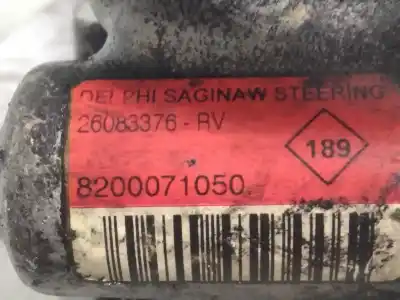 DELPHI SAGINAW STEERING
26083376 - RV
189
8200071050